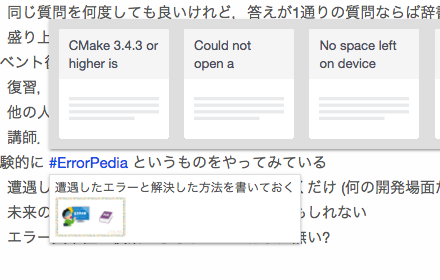 同じ質問を何度しても良いけれど，答えが1通りの質問ならば辞書
盛り上
CMake 3.4.3 or higher is
Could not open a
No space left on device
ベント後
復習，
他の人
講師．
験的に #ErrorPedia というものをやってみている
遭遇し
遭遇したエラーと解決した方法を書いておく
くだけ (何の開発場面だ
未来の
もしれない
エラー
無い?